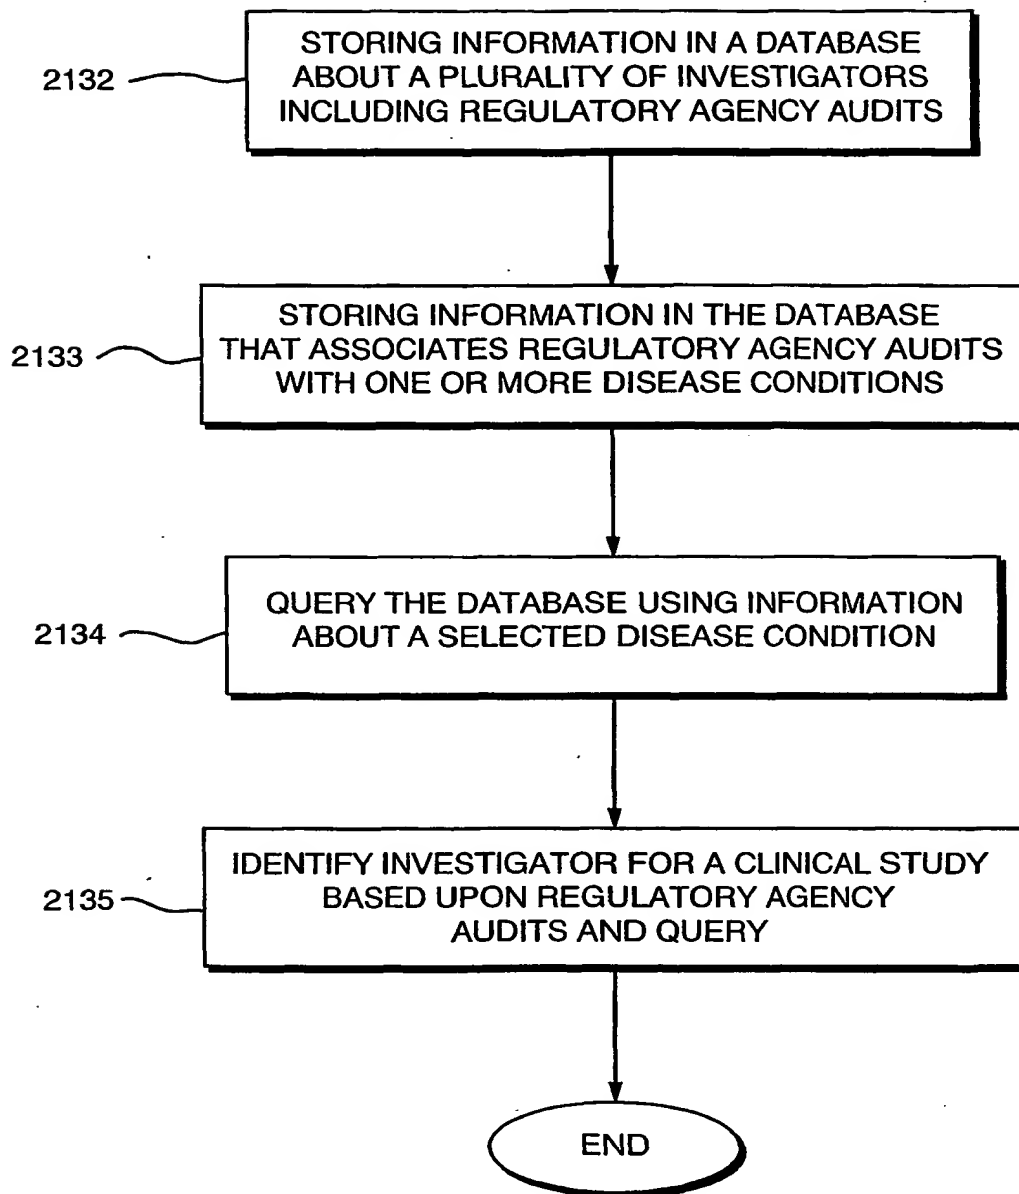 2132
STORING INFORMATION IN A DATABASE
ABOUT A PLURALITY OF INVESTIGATORS
INCLUDING REGULATORY AGENCY AUDITS
2133
STORING INFORMATION IN THE DATABASE
THAT ASSOCIATES REGULATORY AGENCY AUDITS
WITH ONE OR MORE DISEASE CONDITIONS
2134
QUERY THE DATABASE USING INFORMATION
ABOUT A SELECTED DISEASE CONDITION
2135
IDENTIFY INVESTIGATOR FOR A CLINICAL STUDY
BASED UPON REGULATORY AGENCY
AUDITS AND QUERY
END